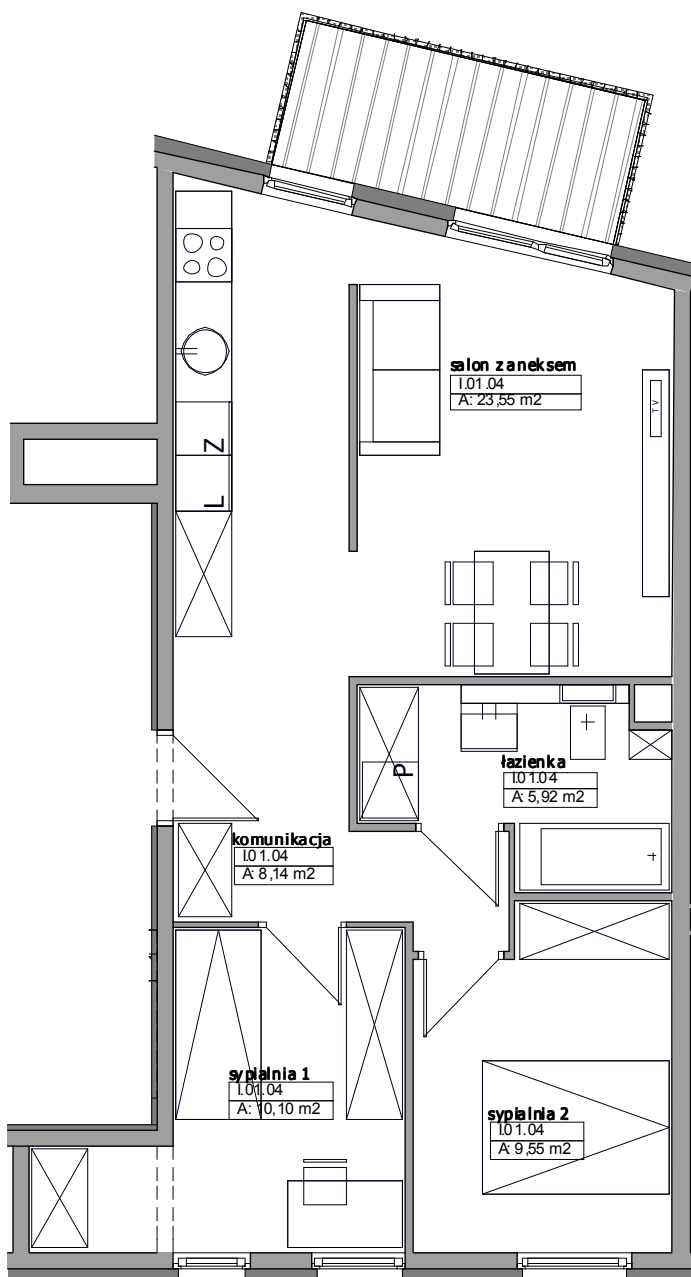 salon z aneksem
I.01.04
A: 23,55 m2
TV
Z
L
łazienka
I.01.04
A: 5,92 m2
P
komunikacja
I.01.04
A: 8,14 m2
sypialnia 1
I.01.04
A: 10,10 m2
sypialnia 2
I.01.04
A: 9,55 m2